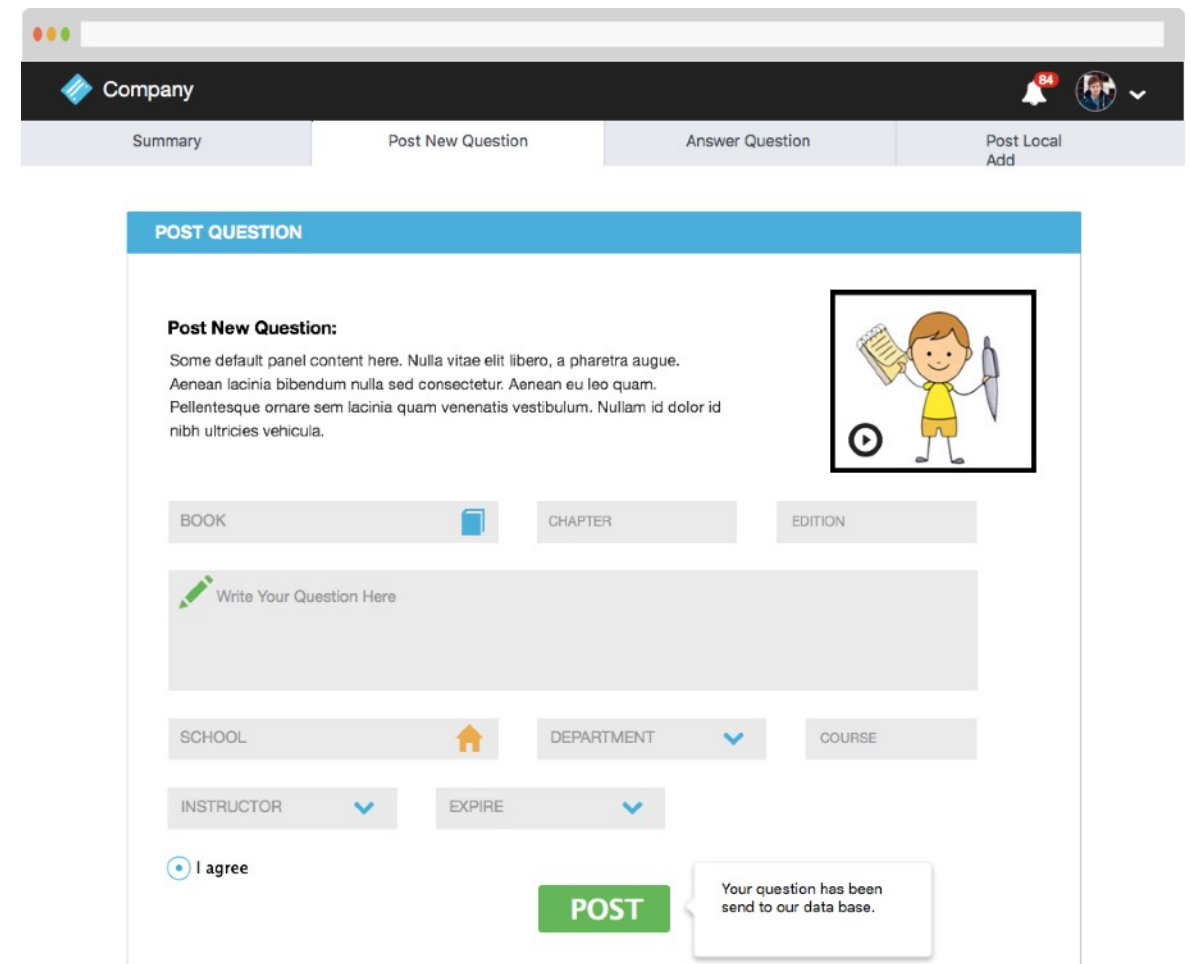 Company
84
Summary
Post New Question
Answer Question
Post Local
Add
POST QUESTION
Post New Question:
Some default panel content here. Nulla vitae elit libero, a pharetra augue.
Aenean lacinia bibendum nulla sed consectetur. Aenean eu leo quam.
Pellentesque ornare sem lacinia quam venenatis vestibulum. Nullam id dolor id
nibh ultricies vehicula.
BOOK
CHAPTER
EDITION
Write Your Question Here
SCHOOL
DEPARTMENT
COURSE
INSTRUCTOR
EXPIRE
I agree
POST
Your question has been
send to our data base.